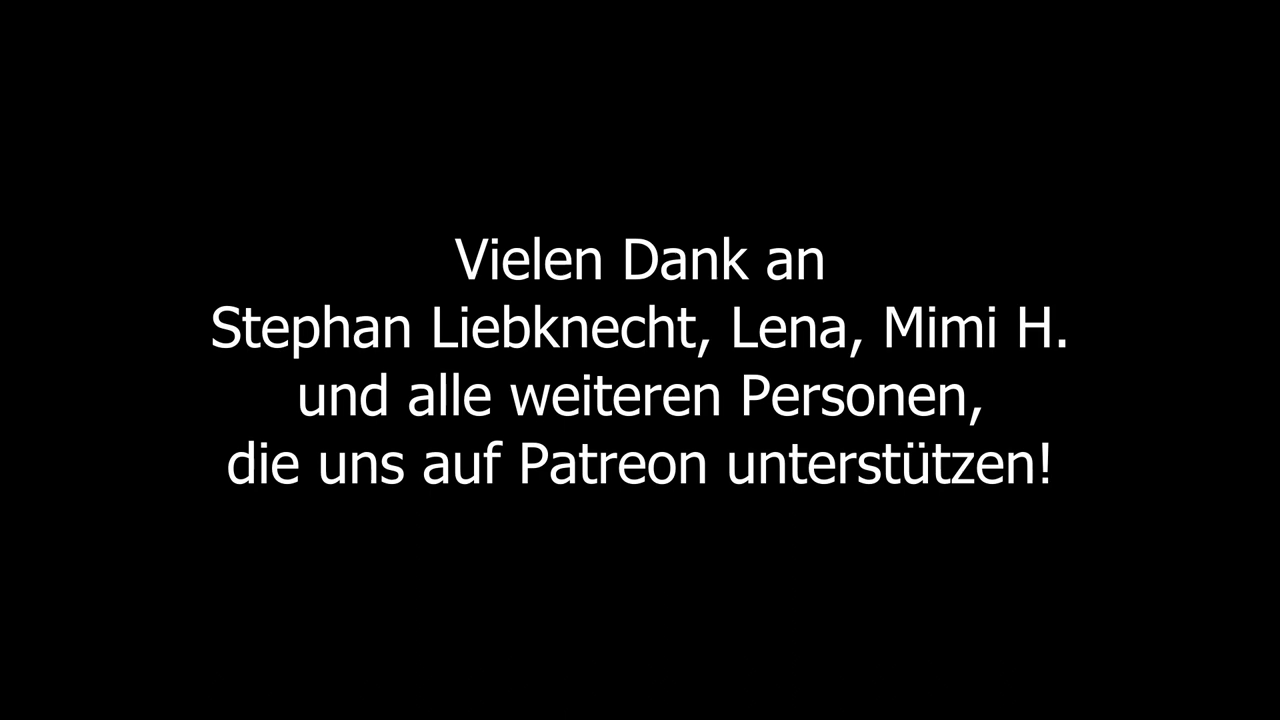 Vielen Dank an
Stephan Liebknecht, Lena, Mimi H.
und alle weiteren Personen,
die uns auf Patreon unterstützen!